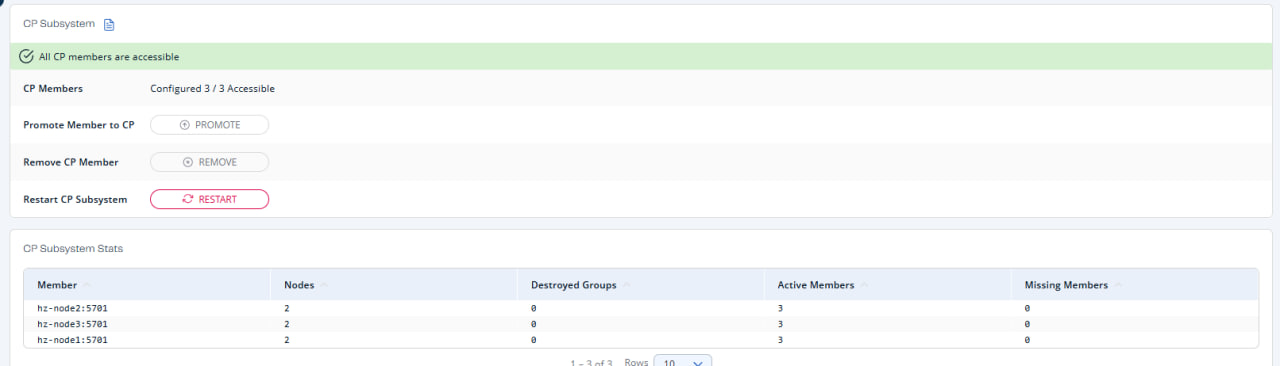 CP Subsystem
All CP members are accessible
CP Members Configured 3 / 3 Accessible
Promote Member to CP PROMOTE
Remove CP Member REMOVE
Restart CP Subsystem RESTART
CP Subsystem Stats
Member Nodes Destroyed Groups Active Members Missing Members
hz-node2:5701 2 0 3 0
hz-node3:5701 2 0 3 0
hz-node1:5701 2 0 3 0
1 – 3 of 3 Rows 10